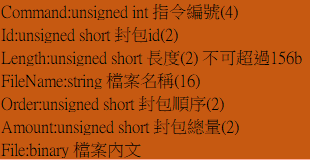 Command:unsigned int 指令編號(4)
Id:unsigned short 封包id(2)
Length:unsigned short 長度(2) 不可超過156b
FileName:string 檔案名稱(16)
Order:unsigned short 封包順序(2)
Amount:unsigned short 封包總量(2)
File:binary 檔案內文